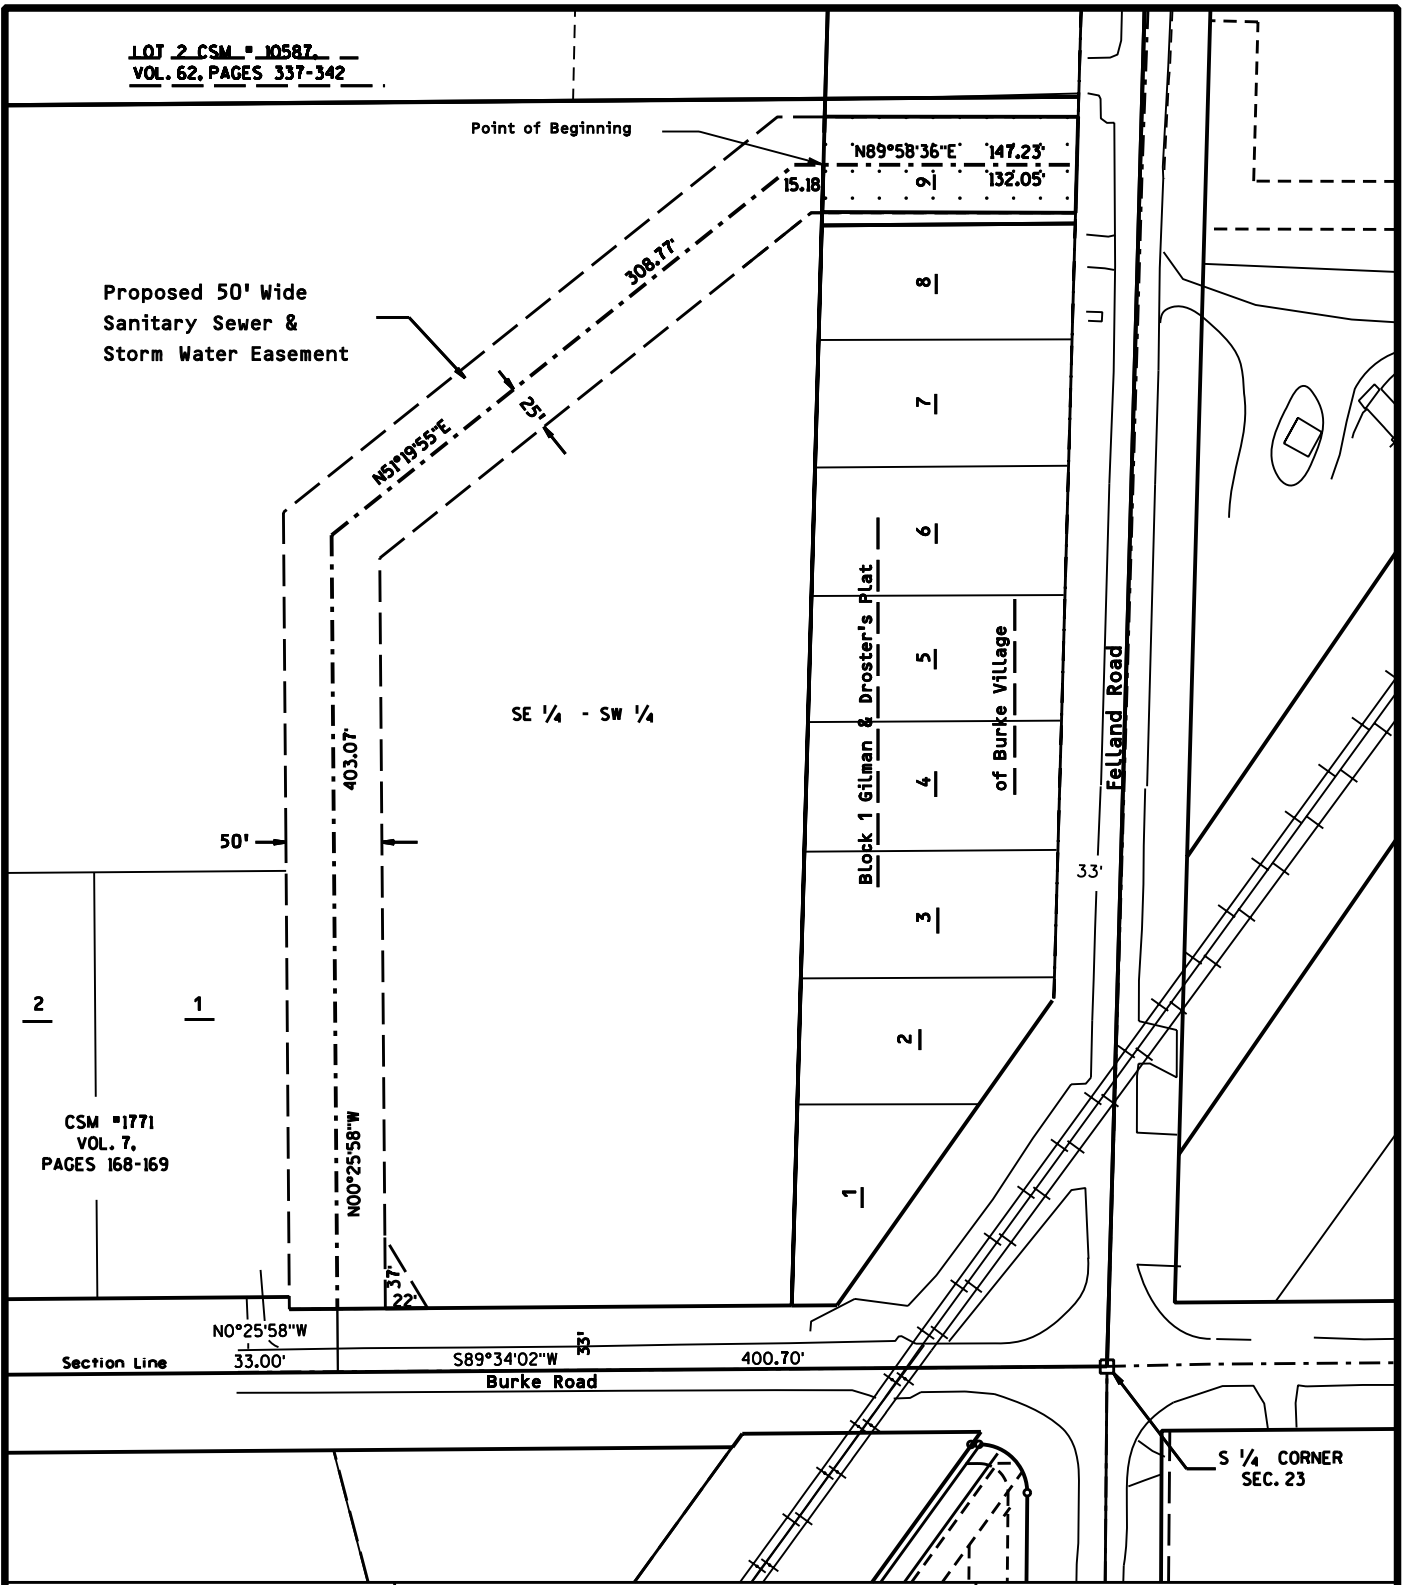 LOT 2 CSM # 10587,
VOL. 62, PAGES 337-342
Point of Beginning
N89°58'36"E 147.23'
15.18
9
132.05'
308.77'
8
Proposed 50' Wide
Sanitary Sewer &
Storm Water Easement
7
25'
N51°19'55"E
6
Block 1 Gilman & Droster's Plat
of Burke Village
5
Felland Road
SE 1/4 - SW 1/4
403.07'
4
50'
33'
3
2
1
2
CSM #1771
VOL. 7,
PAGES 168-169
N00°25'58"W
1
37'
22'
N0°25'58"W
33'
Section Line
33.00'
S89°34'02"W
400.70'
Burke Road
S 1/4 CORNER
SEC. 23